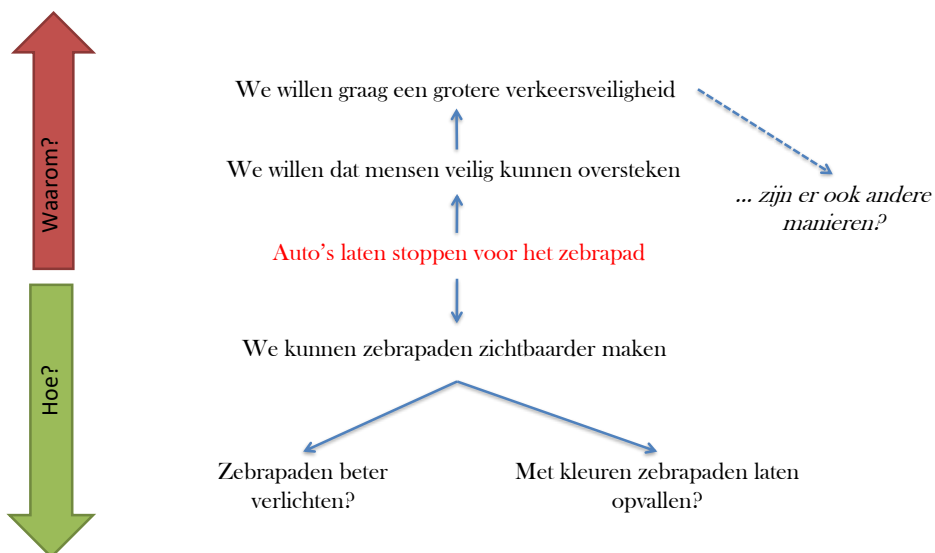 We willen graag een grotere verkeersveiligheid
Waarom?
We willen dat mensen veilig kunnen oversteken
... zijn er ook andere
manieren?
Auto's laten stoppen voor het zebrapad
We kunnen zebrapaden zichtbaarder maken
Hoe?
Zebrapaden beter
verlichten?
Met kleuren zebrapaden laten
opvallen?